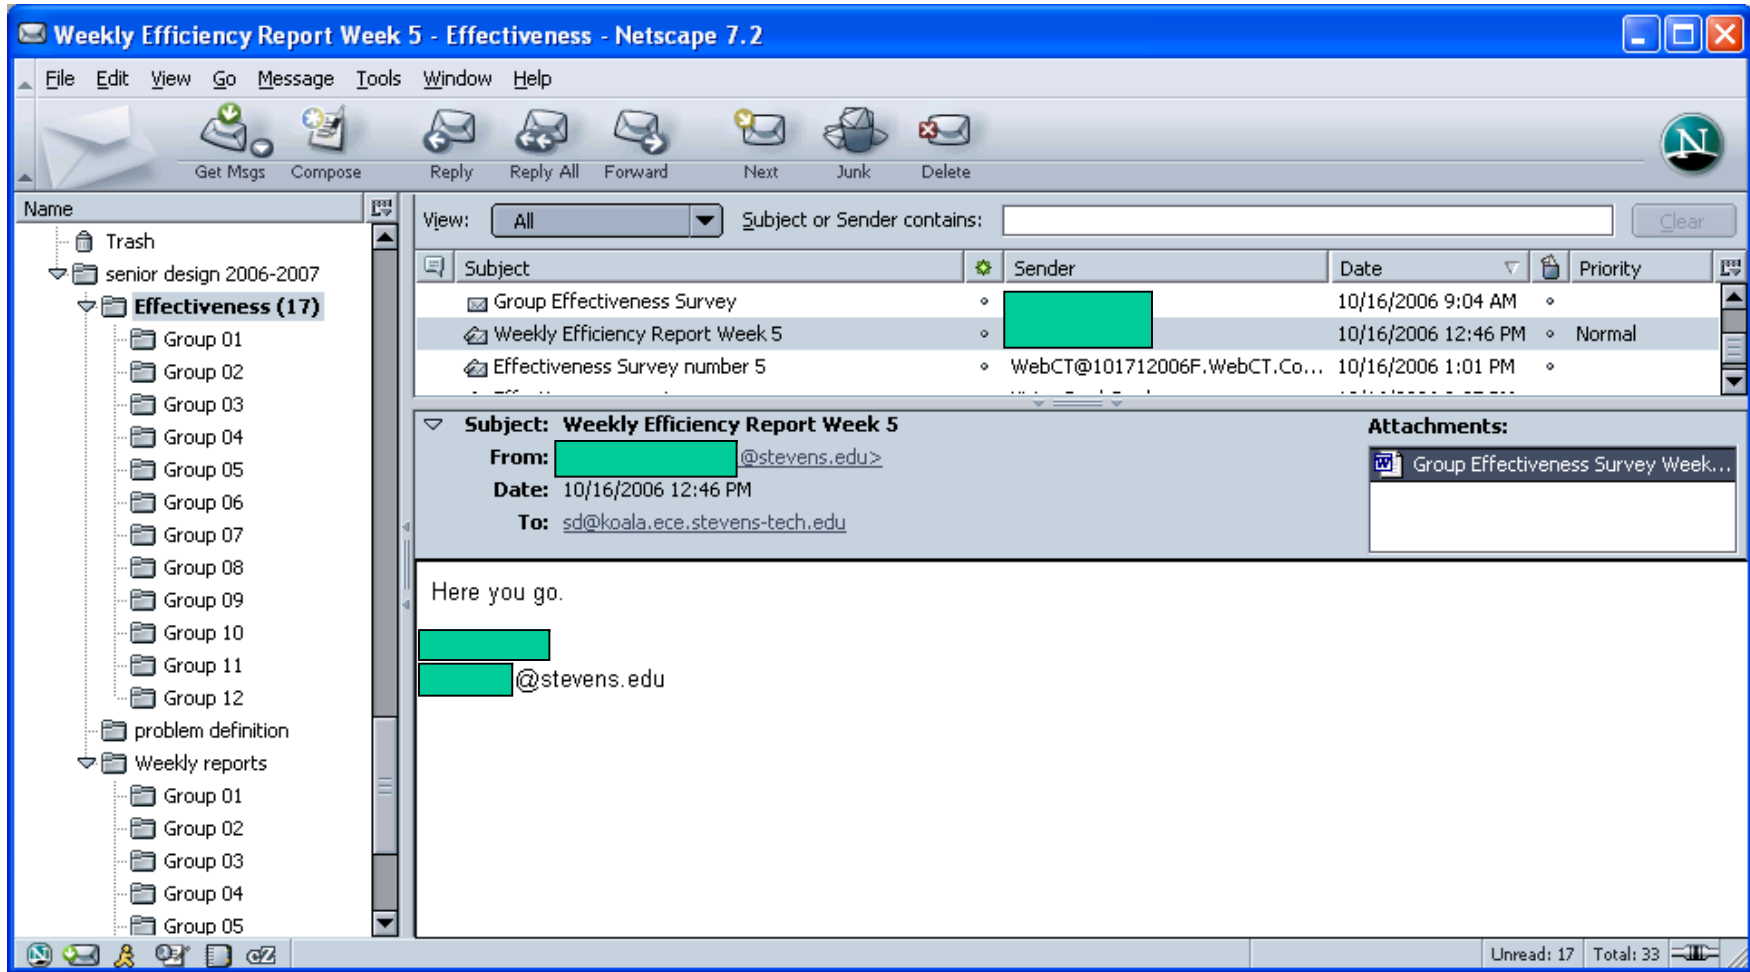 Weekly Efficiency Report Week 5 - Effectiveness - Netscape 7.2
File Edit View Go Message Tools Window Help
Get Msgs Compose Reply Reply All Forward Next Junk Delete
N
Name
Trash
senior design 2006-2007
Effectiveness (17)
Group 01
Group 02
Group 03
Group 04
Group 05
Group 06
Group 07
Group 08
Group 09
Group 10
Group 11
Group 12
problem definition
Weekly reports
Group 01
Group 02
Group 03
Group 04
Group 05
View: All Subject or Sender contains: Clear
Subject Sender Date Priority
Group Effectiveness Survey 10/16/2006 9:04 AM
Weekly Efficiency Report Week 5 10/16/2006 12:46 PM Normal
Effectiveness Survey number 5 WebCT@101712006F.WebCT.Co... 10/16/2006 1:01 PM
Subject: Weekly Efficiency Report Week 5
From: @stevens.edu>
Date: 10/16/2006 12:46 PM
To: sd@koala.ece.stevens-tech.edu
Attachments:
Group Effectiveness Survey Week...
Here you go.
@stevens.edu
Unread: 17 Total: 33